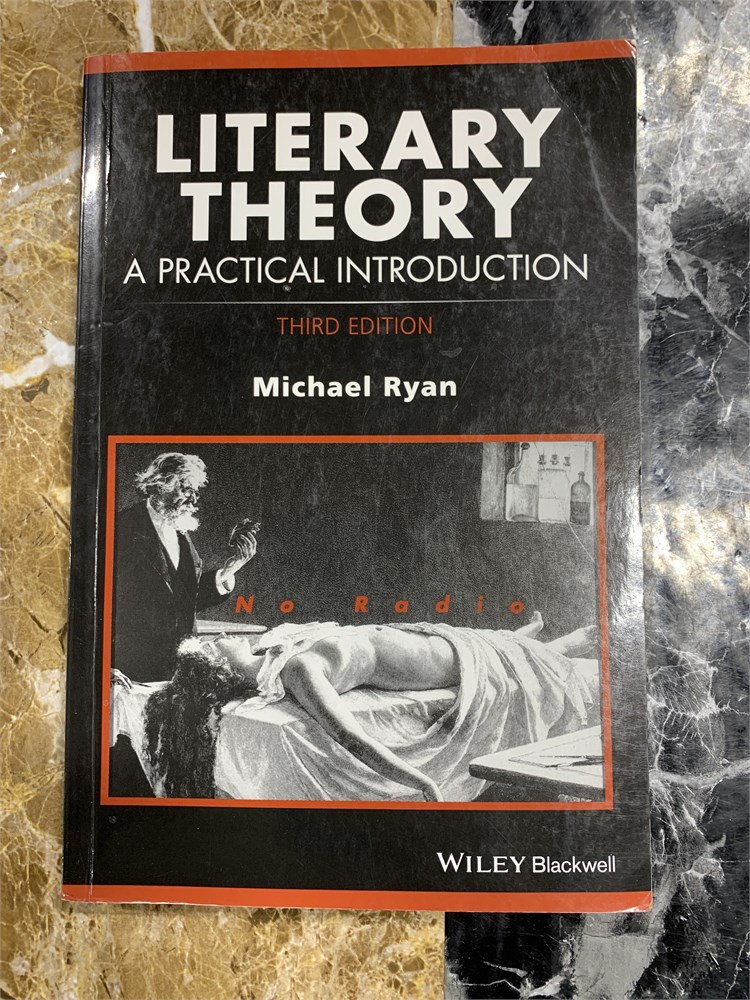 LITERARY
THEORY
A PRACTICAL INTRODUCTION
THIRD EDITION
Michael Ryan
No Radio
WILEY Blackwell